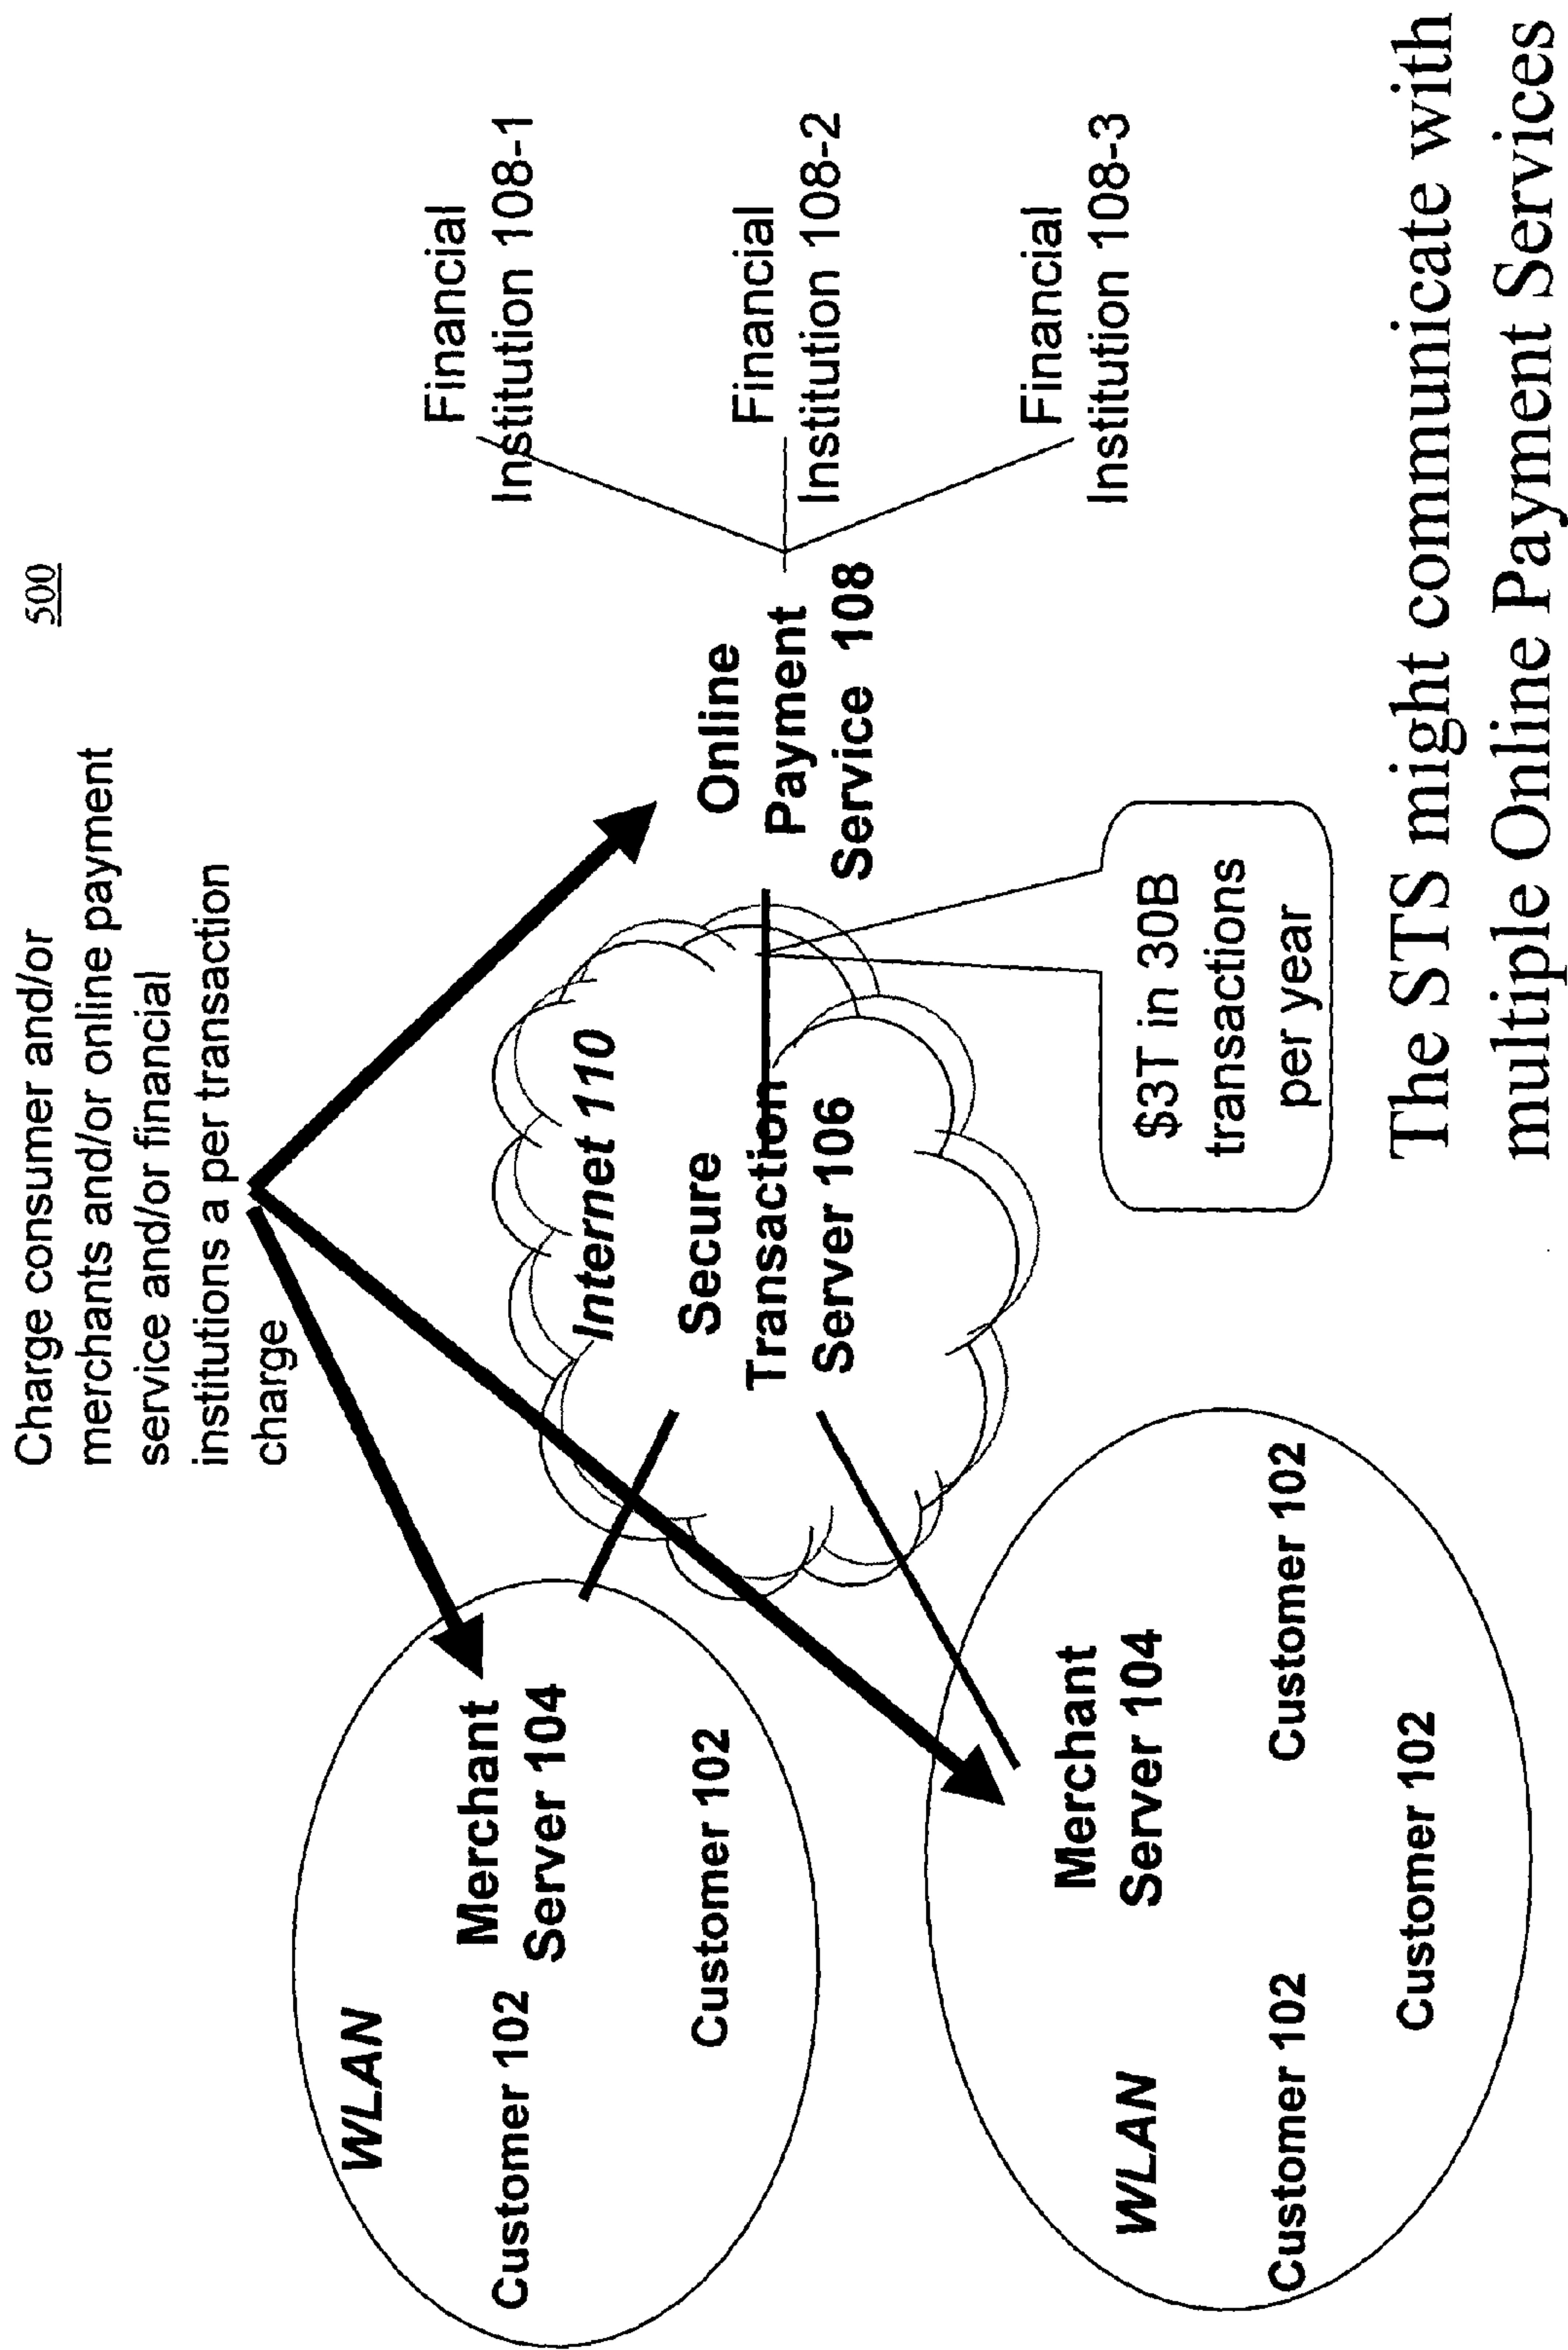 500
Charge consumer and/or
merchants and/or online payment
service and/or financial
institutions a per transaction
charge
WLAN
Merchant
Server 104
Customer 102
Customer 102
Internet 110
Secure
Transaction
Server 106
Online
Payment
Service 108
Financial
Institution 108-1
Financial
Institution 108-2
Financial
Institution 108-3
WLAN
Merchant
Server 104
Customer 102
Customer 102
Customer 102
$3T in 30B
transactions
per year
The STS might communicate with
multiple Online Payment Services